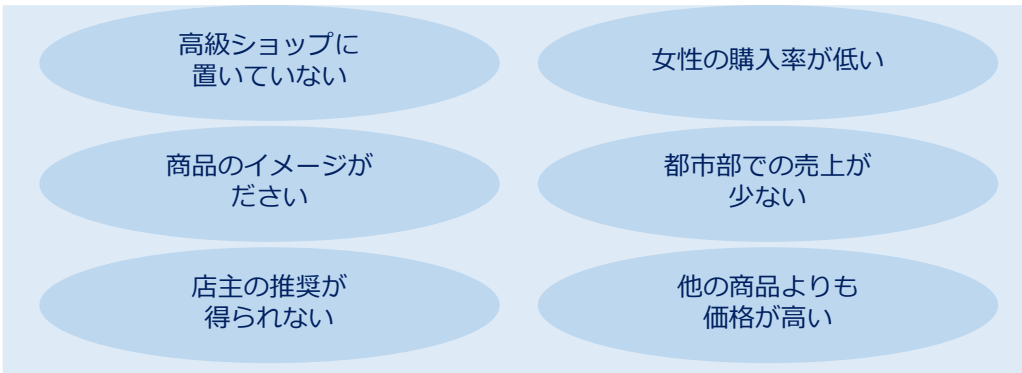 高級ショップに
置いていない
女性の購入率が低い
商品のイメージが
ださい
都市部での売上が
少ない
店主の推奨が
得られない
他の商品よりも
価格が高い